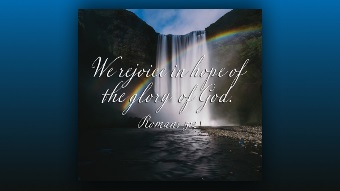 We rejoice in hope of
the glory of God.
Romans